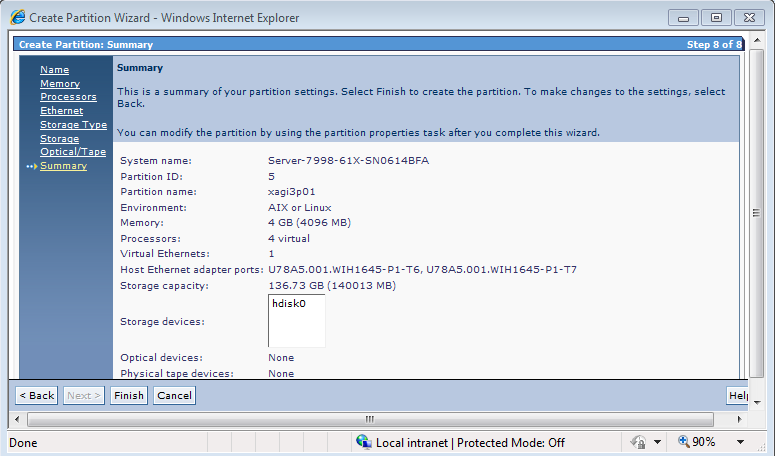 Create Partition Wizard - Windows Internet Explorer
Create Partition: Summary Step 8 of 8
Name
Memory
Processors
Ethernet
Storage Type
Storage
Optical/Tape
Summary
Summary
This is a summary of your partition settings. Select Finish to create the partition. To make changes to the settings, select
Back.
You can modify the partition by using the partition properties task after you complete this wizard.
System name: Server-7998-61X-SN0614BFA
Partition ID: 5
Partition name: xagi3p01
Environment: AIX or Linux
Memory: 4 GB (4096 MB)
Processors: 4 virtual
Virtual Ethernets: 1
Host Ethernet adapter ports: U78A5.001.WIH1645-P1-T6, U78A5.001.WIH1645-P1-T7
Storage capacity: 136.73 GB (140013 MB)
Storage devices: hdisk0
Optical devices: None
Physical tape devices: None
< Back Next > Finish Cancel Help
Done Local intranet | Protected Mode: Off 90%